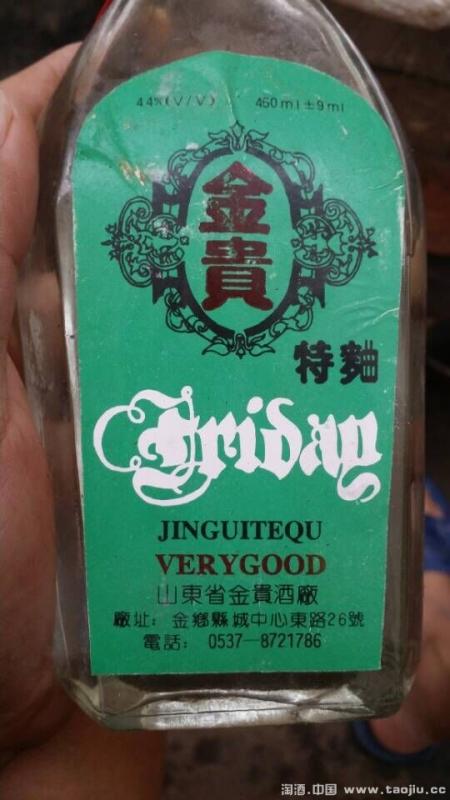 44%(V/V) 460ml±9ml
金貴
特麯
Friday
JINGUITEQU
VERYGOOD
山東省金貴酒廠
廠址: 金鄉縣城中心東路26號
電話: 0537-8721786
淘酒.中国 www.taojiu.cc